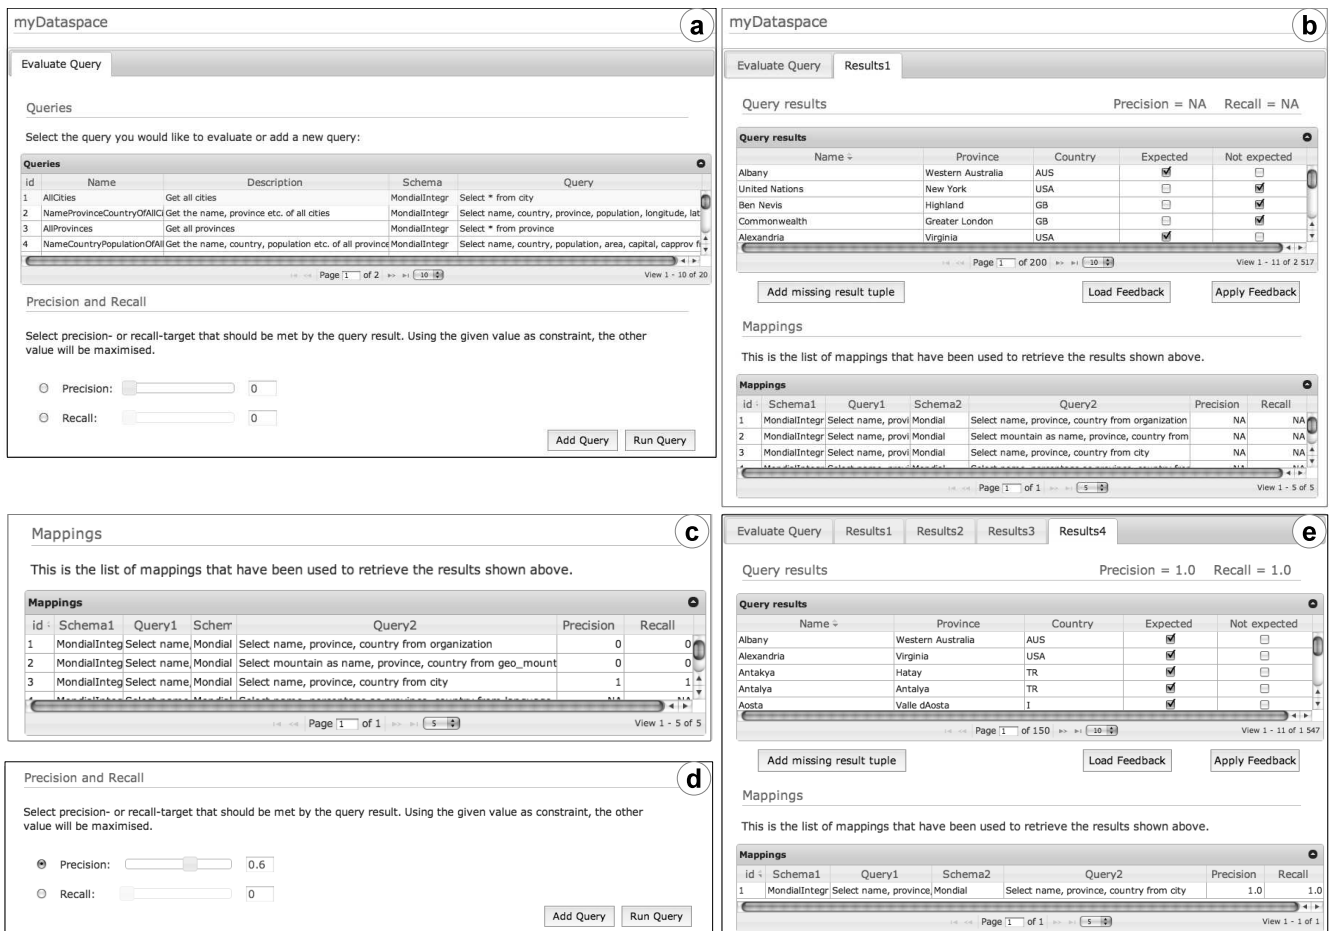 myDataspace
a
Evaluate Query
Queries
Select the query you would like to evaluate or add a new query:
Queries
id Name Description Schema Query
1 AllCities Get all cities MondialIntegr Select * from city
2 NameProvinceCountryOfAllCi Get the name, province etc. of all cities MondialIntegr Select name, country, province, population, longitude, lat
3 AllProvinces Get all provinces MondialIntegr Select * from province
4 NameCountryPopulationOfAll Get the name, country, population etc. of all province MondialIntegr Select name, country, population, area, capital, capprov f
Page 1 of 2 10 View 1 - 10 of 20
Precision and Recall
Select precision- or recall-target that should be met by the query result. Using the given value as constraint, the other
value will be maximised.
Precision: 0
Recall: 0
Add Query Run Query
myDataspace
b
Evaluate Query Results1
Query results Precision = NA Recall = NA
Query results
Name Province Country Expected Not expected
Albany Western Australia AUS
United Nations New York USA
Ben Nevis Highland GB
Commonwealth Greater London GB
Alexandria Virginia USA
Page 1 of 200 10 View 1 - 11 of 2 517
Add missing result tuple Load Feedback Apply Feedback
Mappings
This is the list of mappings that have been used to retrieve the results shown above.
Mappings
id Schema1 Query1 Schema2 Query2 Precision Recall
1 MondialIntegr Select name, provi Mondial Select name, province, country from organization NA NA
2 MondialIntegr Select name, provi Mondial Select mountain as name, province, country from NA NA
3 MondialIntegr Select name, provi Mondial Select name, province, country from city NA NA
Page 1 of 1 5 View 1 - 5 of 5
Mappings
c
This is the list of mappings that have been used to retrieve the results shown above.
Mappings
id Schema1 Query1 Schem Query2 Precision Recall
1 MondialInteg Select name, Mondial Select name, province, country from organization 0 0
2 MondialInteg Select name, Mondial Select mountain as name, province, country from geo_mount 0 0
3 MondialInteg Select name, Mondial Select name, province, country from city 1 1
Page 1 of 1 5 View 1 - 5 of 5
Precision and Recall
d
Select precision- or recall-target that should be met by the query result. Using the given value as constraint, the other
value will be maximised.
Precision: 0.6
Recall: 0
Add Query Run Query
Evaluate Query Results1 Results2 Results3 Results4
e
Query results Precision = 1.0 Recall = 1.0
Query results
Name Province Country Expected Not expected
Albany Western Australia AUS
Alexandria Virginia USA
Antakya Hatay TR
Antalya Antalya TR
Aosta Valle dAosta I
Page 1 of 150 10 View 1 - 11 of 1 547
Add missing result tuple Load Feedback Apply Feedback
Mappings
This is the list of mappings that have been used to retrieve the results shown above.
Mappings
id Schema1 Query1 Schema2 Query2 Precision Recall
1 MondialIntegr Select name, province, Mondial Select name, province, country from city 1.0 1.0
Page 1 of 1 5 View 1 - 1 of 1